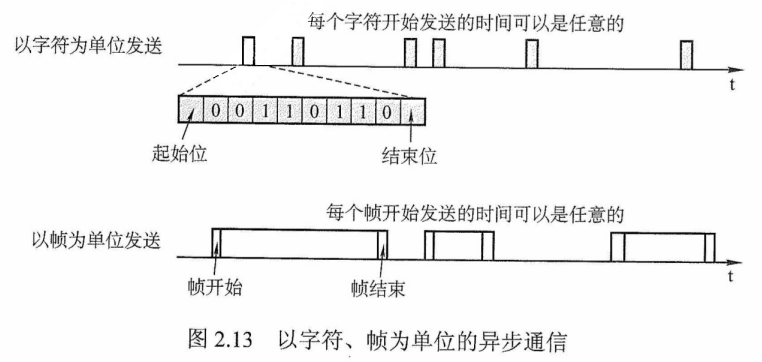 每个字符开始发送的时间可以是任意的
以字符为单位发送
t
0 0 1 1 0 1 1 0
起始位
结束位
每个帧开始发送的时间可以是任意的
以帧为单位发送
t
帧开始
帧结束
图 2.13 以字符、帧为单位的异步通信